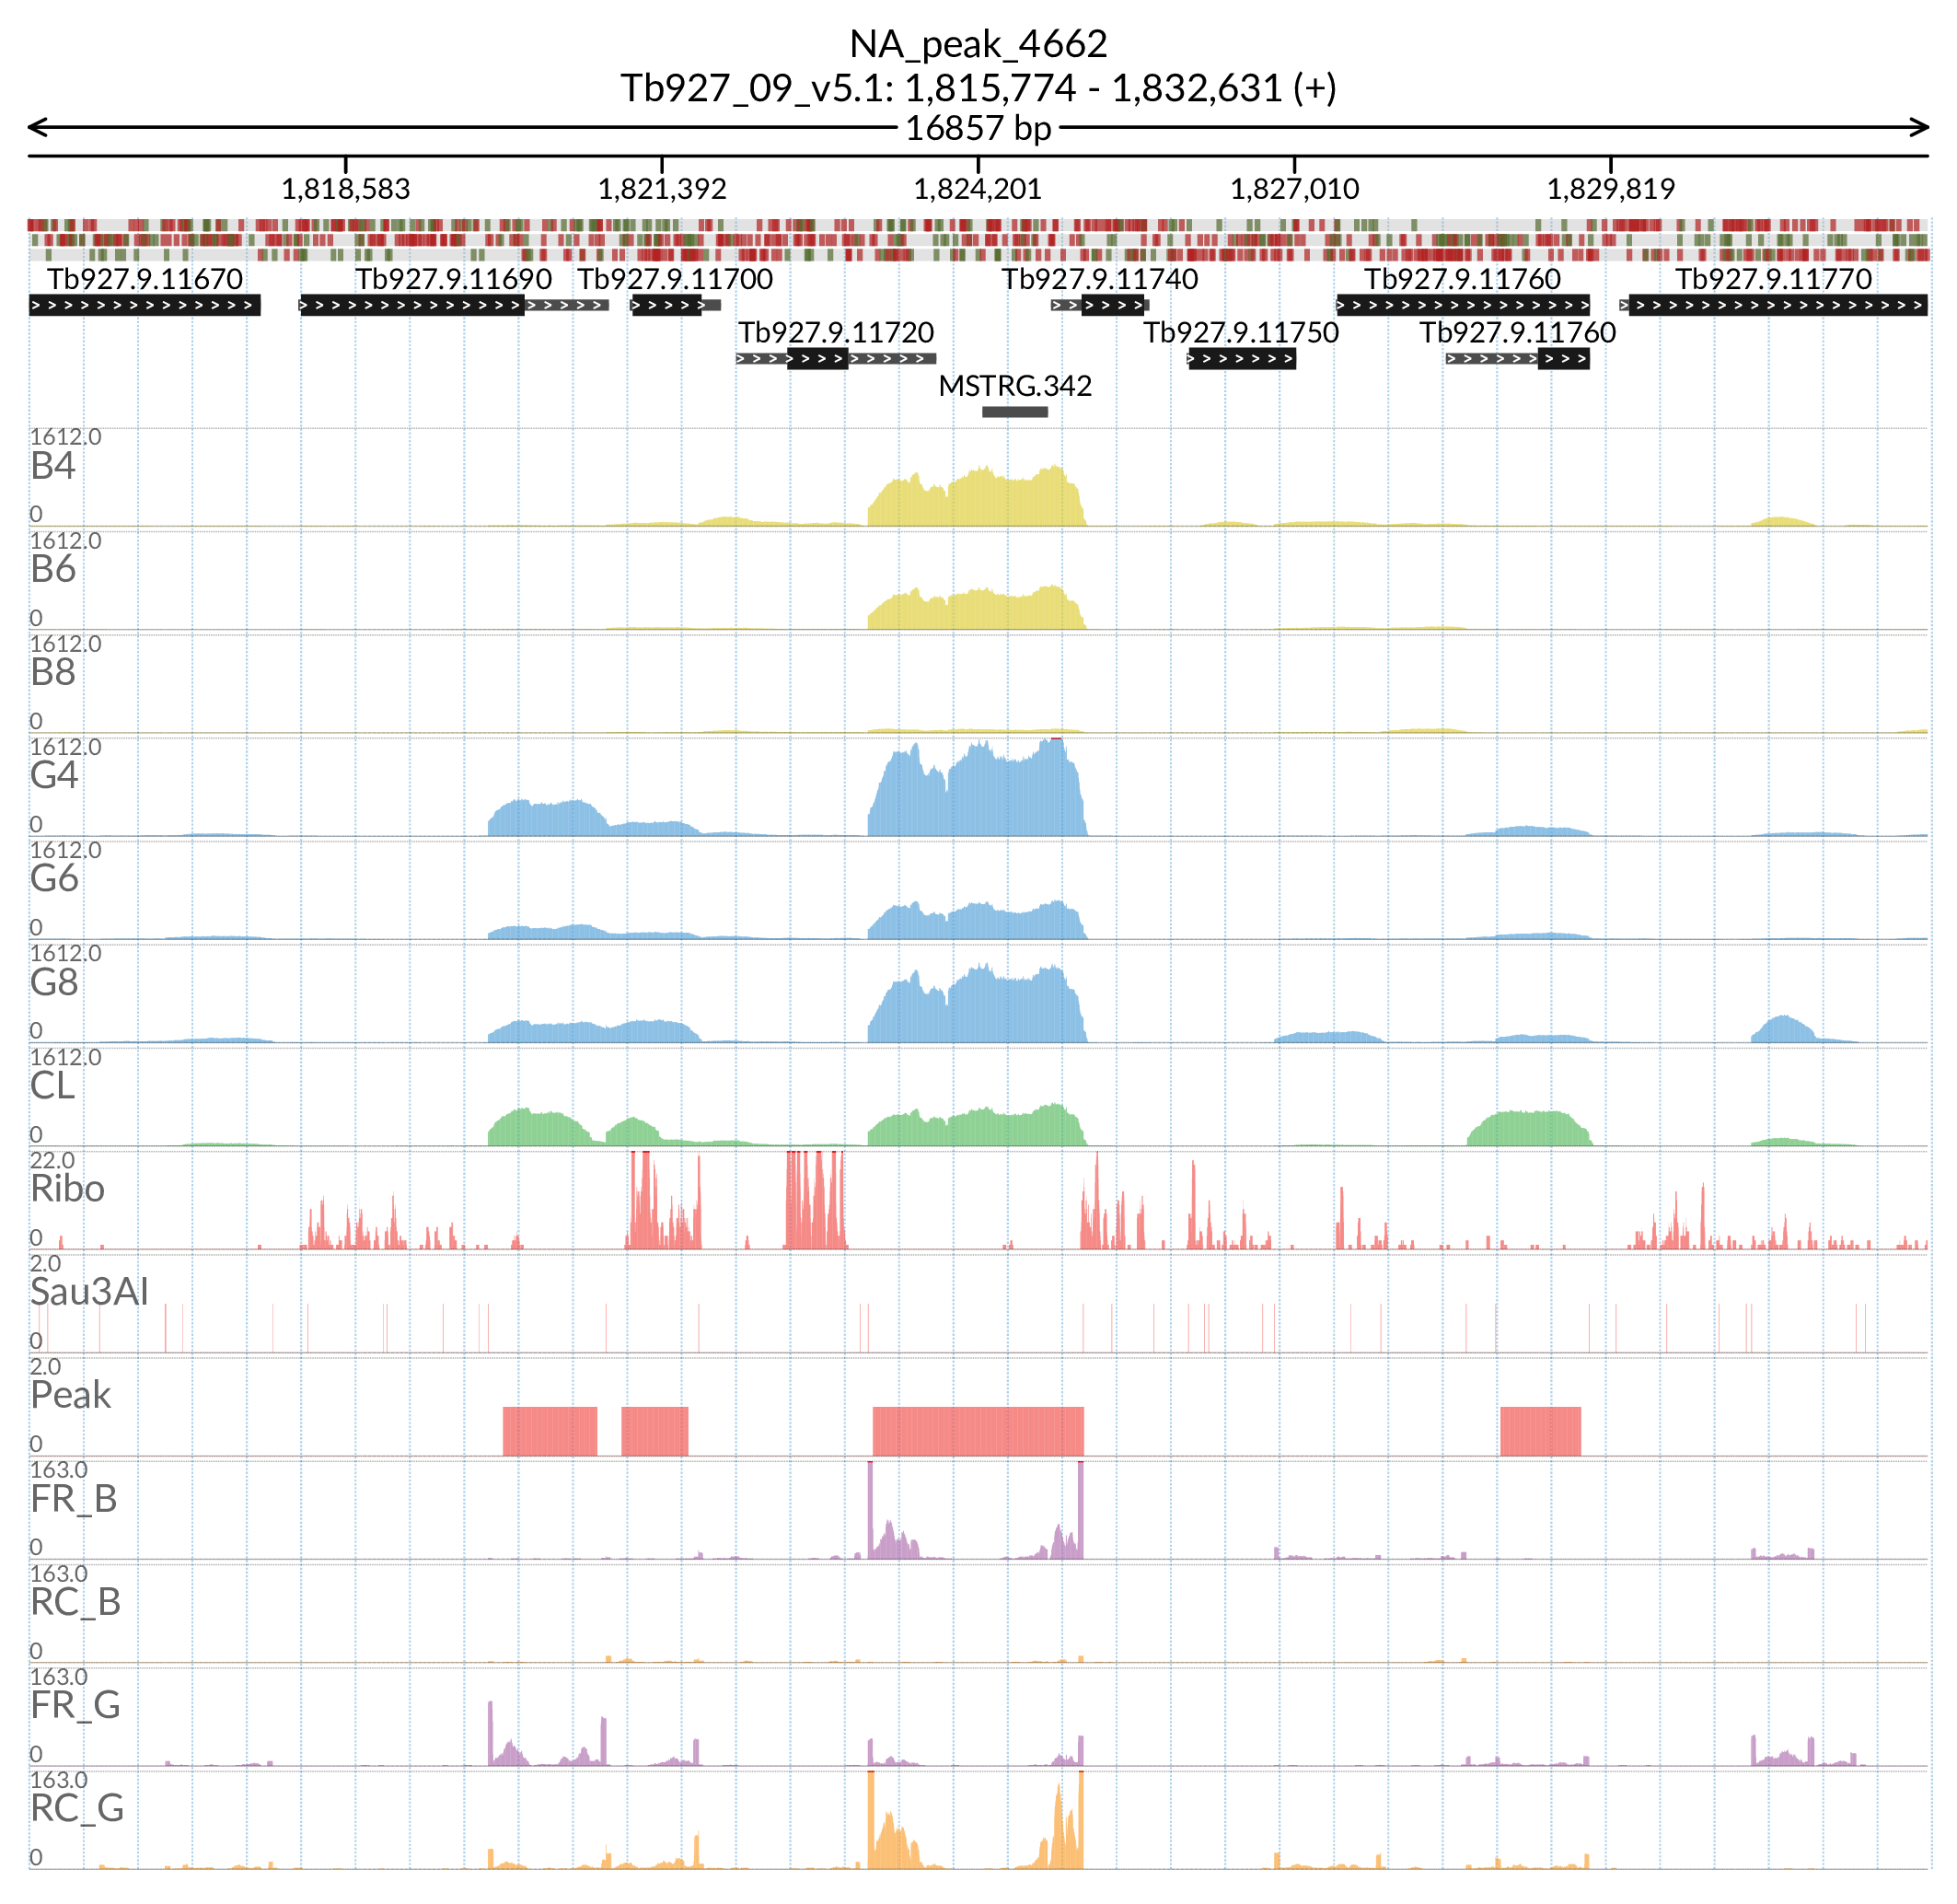 NA_peak_4662
Tb927_09_v5.1: 1,815,774 - 1,832,631 (+)
16857 bp
1,818,583 1,821,392 1,824,201 1,827,010 1,829,819
Tb927.9.11670 Tb927.9.11690 Tb927.9.11700 Tb927.9.11740 Tb927.9.11760 Tb927.9.11770
Tb927.9.11720 Tb927.9.11750 Tb927.9.11760
MSTRG.342
1612.0
B4
0
1612.0
B6
0
1612.0
B8
0
1612.0
G4
0
1612.0
G6
0
1612.0
G8
0
1612.0
CL
0
22.0
Ribo
0
2.0
Sau3AI
0
2.0
Peak
0
163.0
FR_B
0
163.0
RC_B
0
163.0
FR_G
0
163.0
RC_G
0